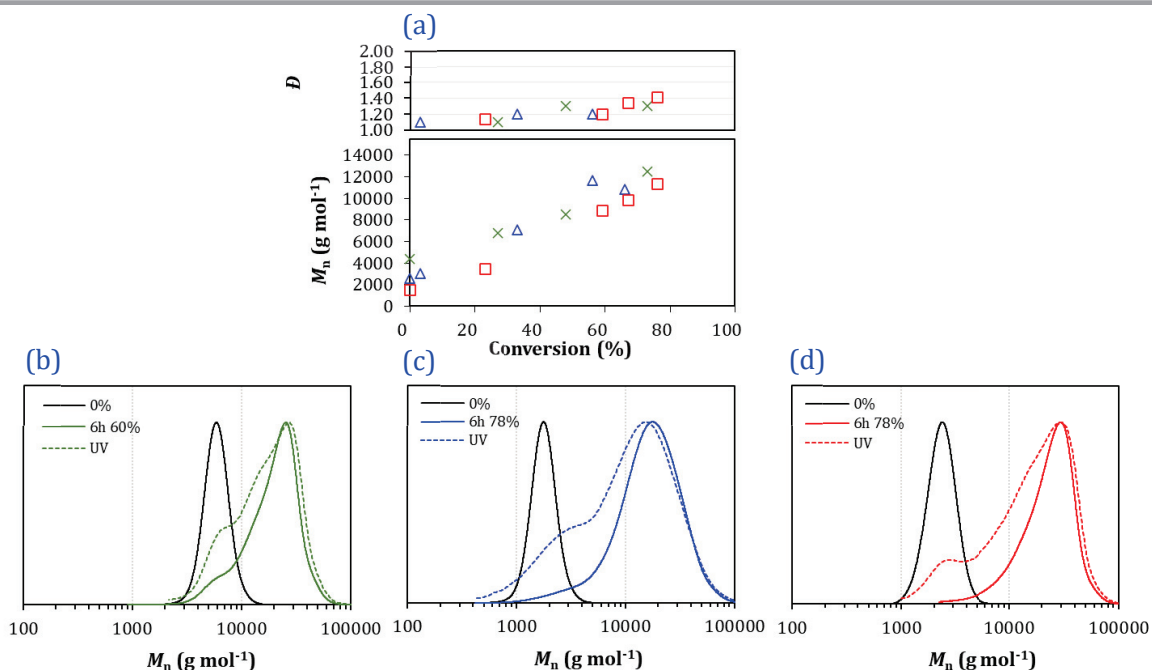 (a)
2.00
1.80
1.60
1.40
1.20
1.00
Đ
14000
12000
10000
8000
6000
4000
2000
0
Mn (g mol-1)
0 20 40 60 80 100
Conversion (%)
(b)
0%
6h 60%
UV
100 1000 10000 100000
Mn (g mol-1)
(c)
0%
6h 78%
UV
100 1000 10000 100000
Mn (g mol-1)
(d)
0%
6h 78%
UV
100 1000 10000 100000
Mn (g mol-1)